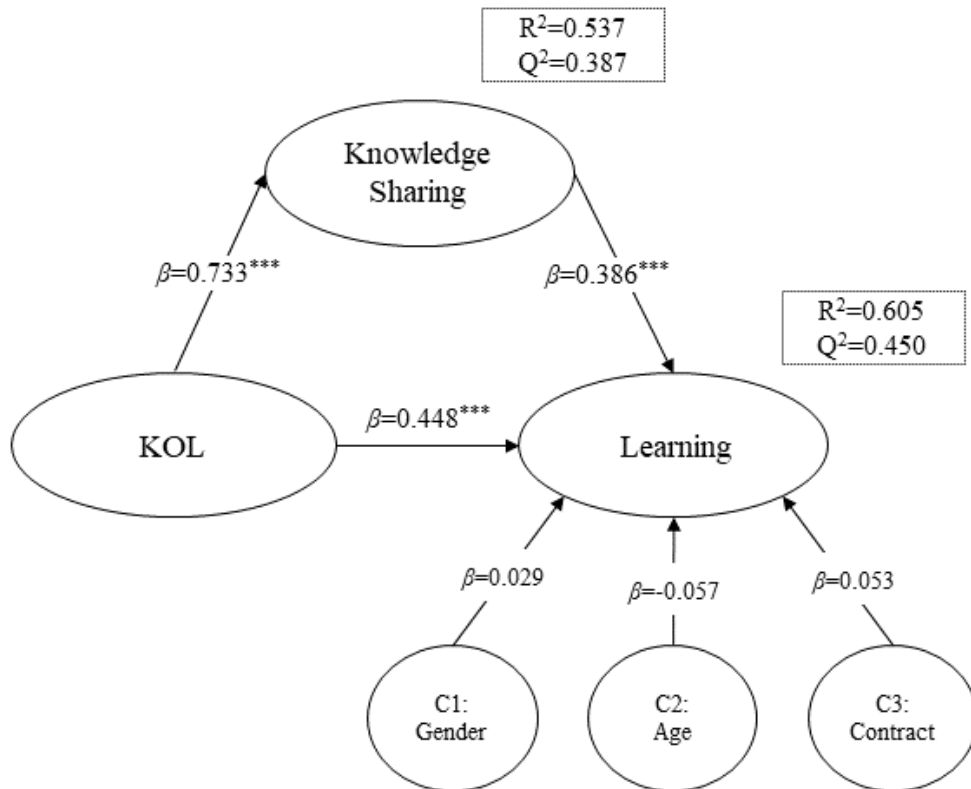 R²=0.537
Q²=0.387
Knowledge
Sharing
β=0.733***
β=0.386***
R²=0.605
Q²=0.450
β=0.448***
KOL
Learning
β=0.029
β=-0.057
β=0.053
C1:
Gender
C2:
Age
C3:
Contract